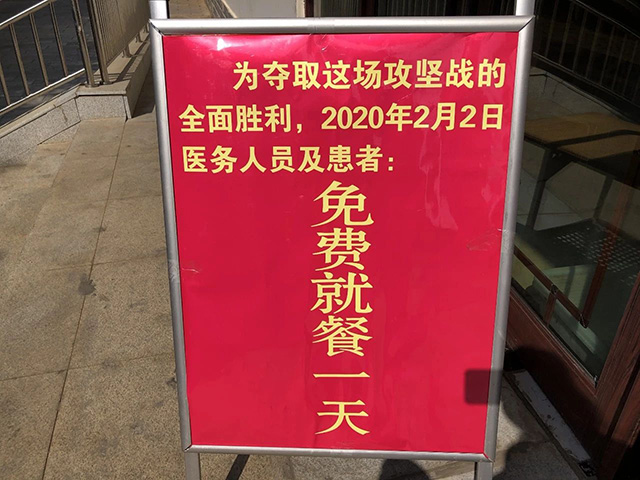 为夺取这场攻坚战的
全面胜利，2020年2月2日
医务人员及患者：
免费就餐一天